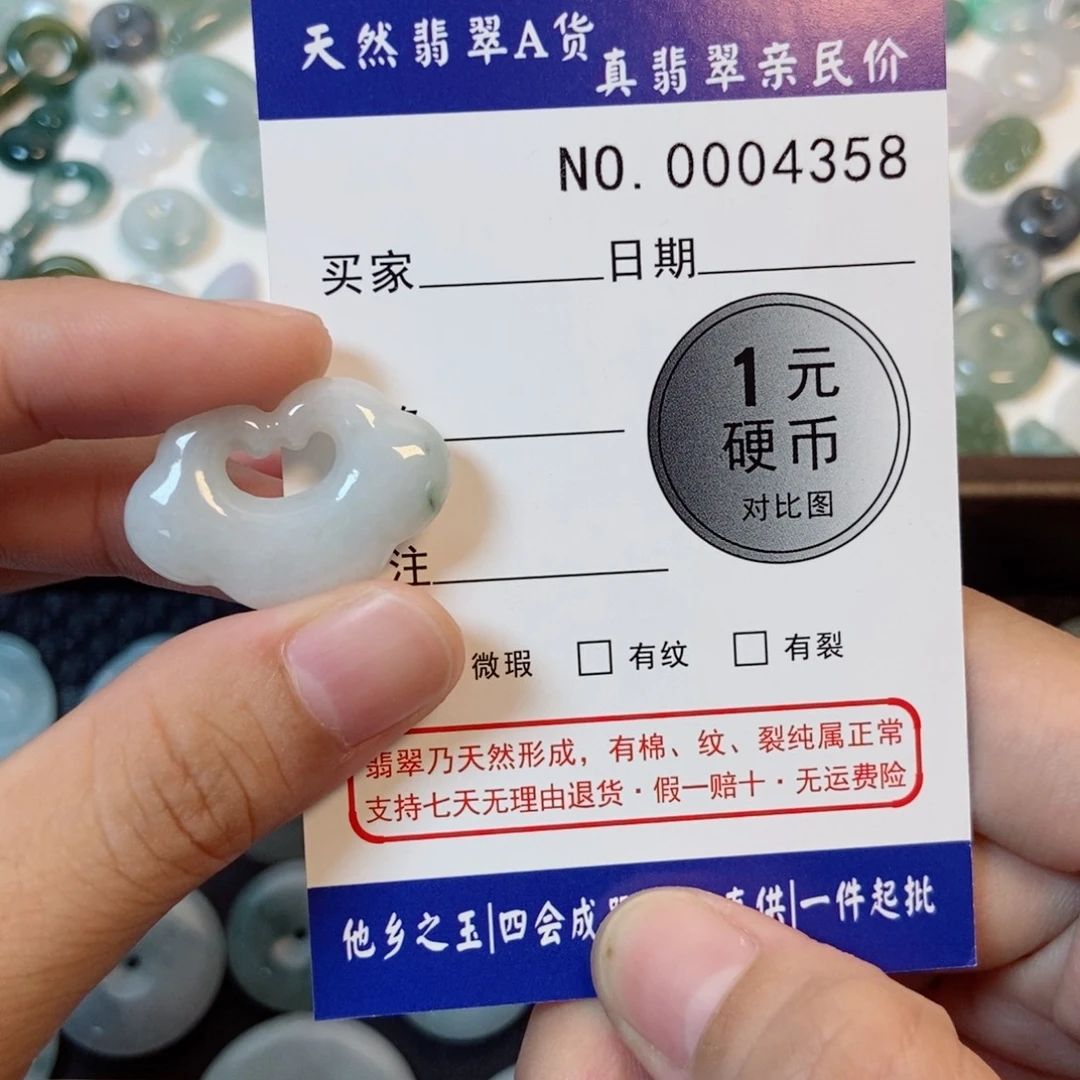 天然翡翠A货
真翡翠亲民价
NO. 0004358
买家 日期
注
1元
硬币
对比图
微瑕 有纹 有裂
翡翠乃天然形成，有棉、纹、裂纯属正常
支持七天无理由退货·假一赔十·无运费险
他乡之玉|四会成 供|一件起批